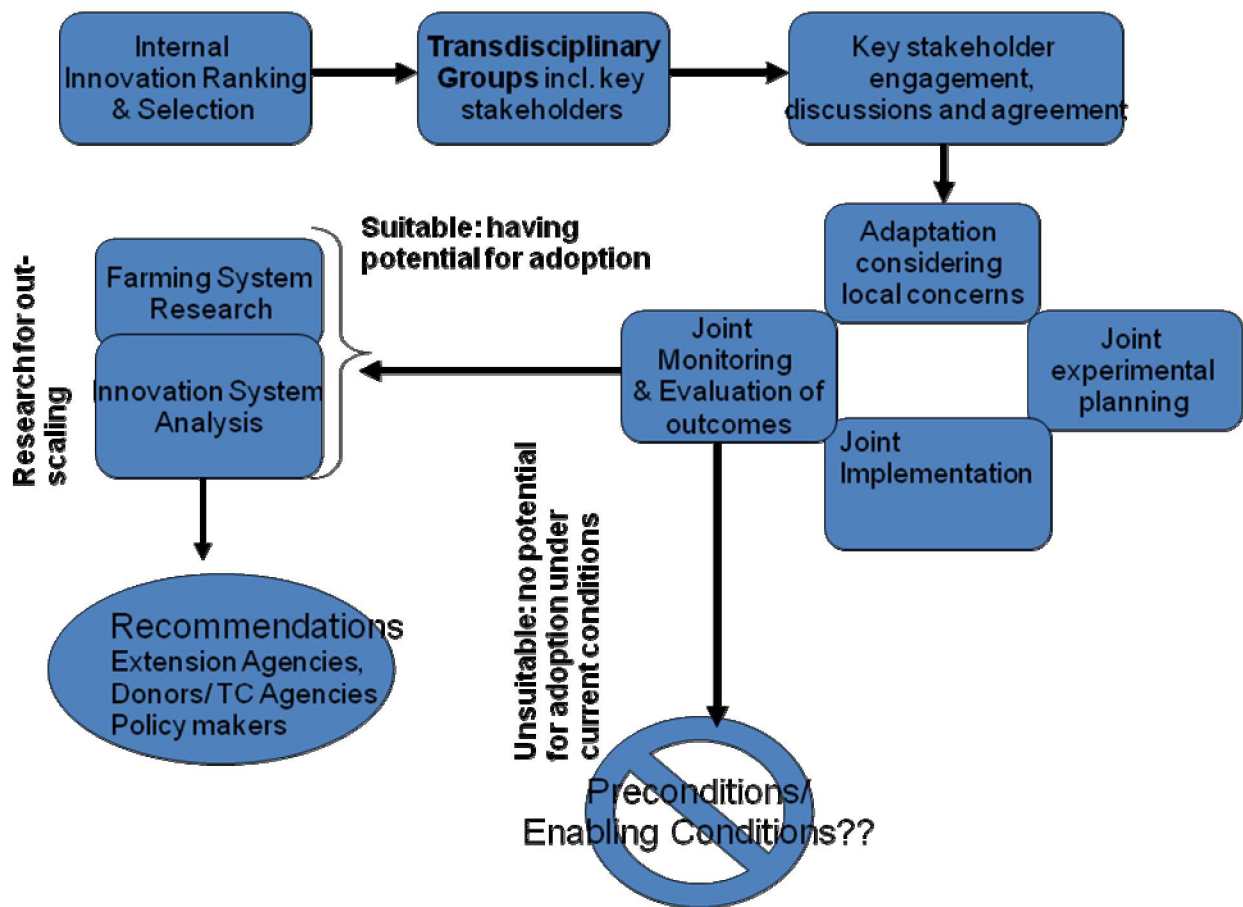 Internal
Innovation Ranking
& Selection
Transdisciplinary
Groups incl. key
stakeholders
Key stakeholder
engagement,
discussions and agreement;
Adaptation
considering
local concerns
Joint
experimental
planning
Joint
Implementation
Joint
Monitoring
& Evaluation of
outcomes
Suitable: having
potential for adoption
Farming System
Research
Innovation System
Analysis
Researchfor out-
scaling
Recommendations
Extension Agencies,
Donors/ TC Agencies
Policy makers
Unsuitable: no potential
for adoption under
current conditions
Preconditions/
Enabling Conditions??